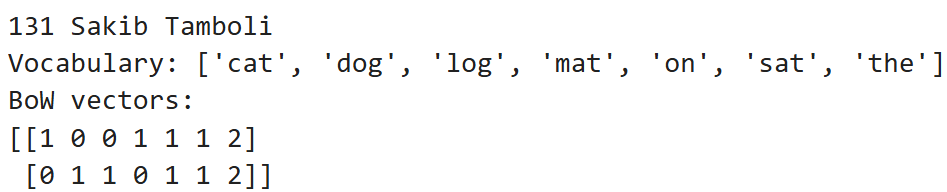 131 Sakib Tamboli
Vocabulary: ['cat', 'dog', 'log', 'mat', 'on', 'sat', 'the']
BoW vectors:
[[1 0 0 1 1 1 2]
 [0 1 1 0 1 1 2]]